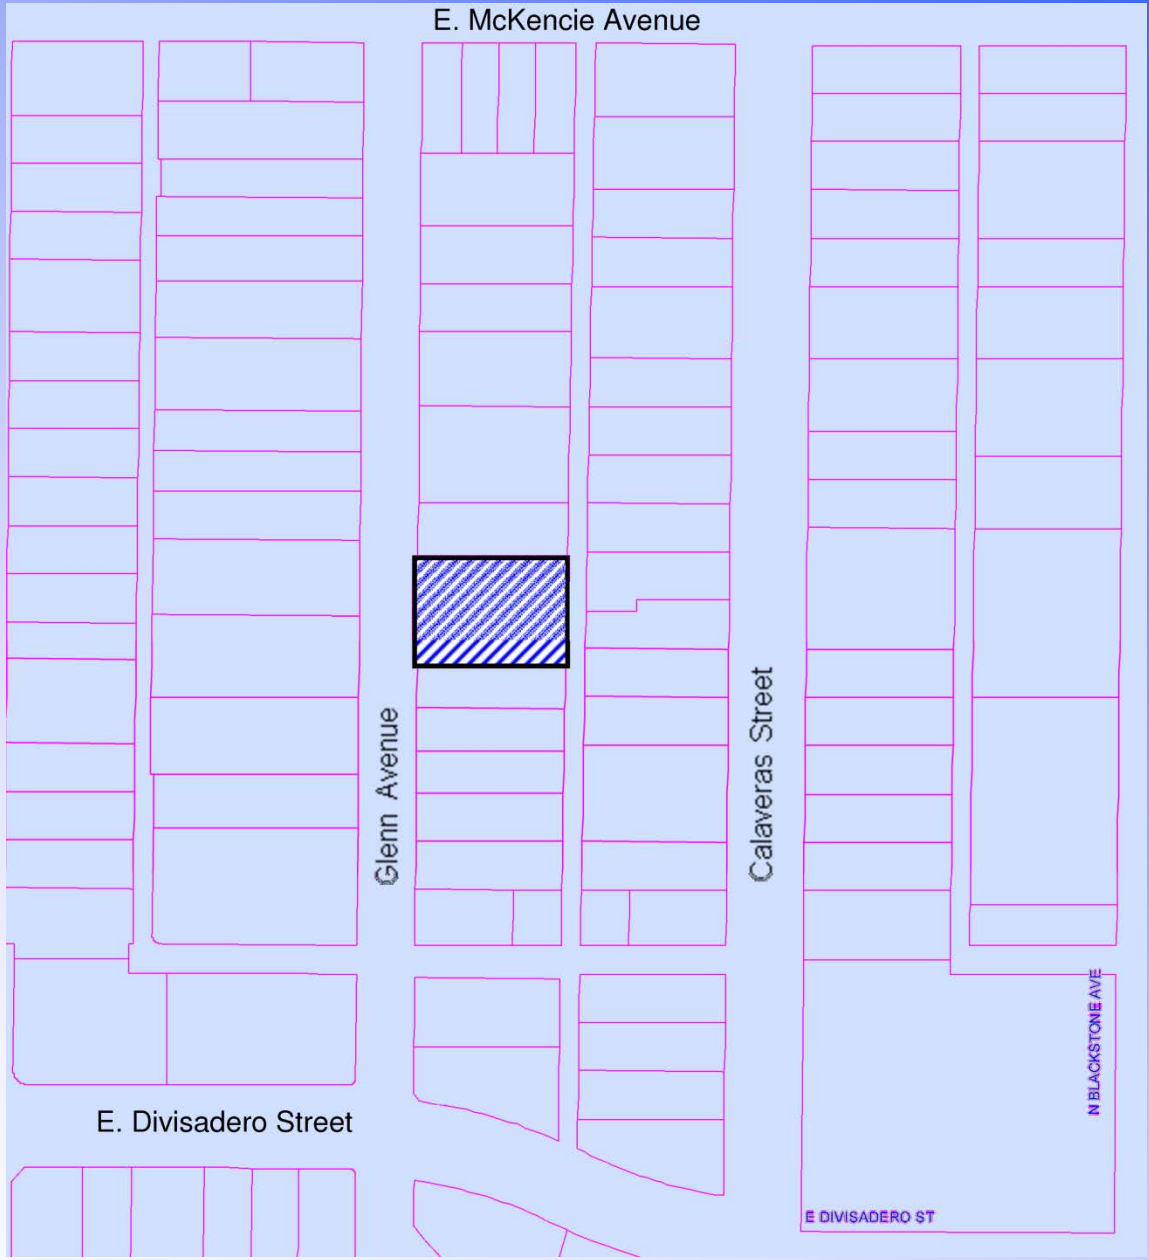 E. McKencie Avenue
Glenn Avenue
Calaveras Street
N BLACKSTONE AVE
E. Divisadero Street
E DIVISADERO ST